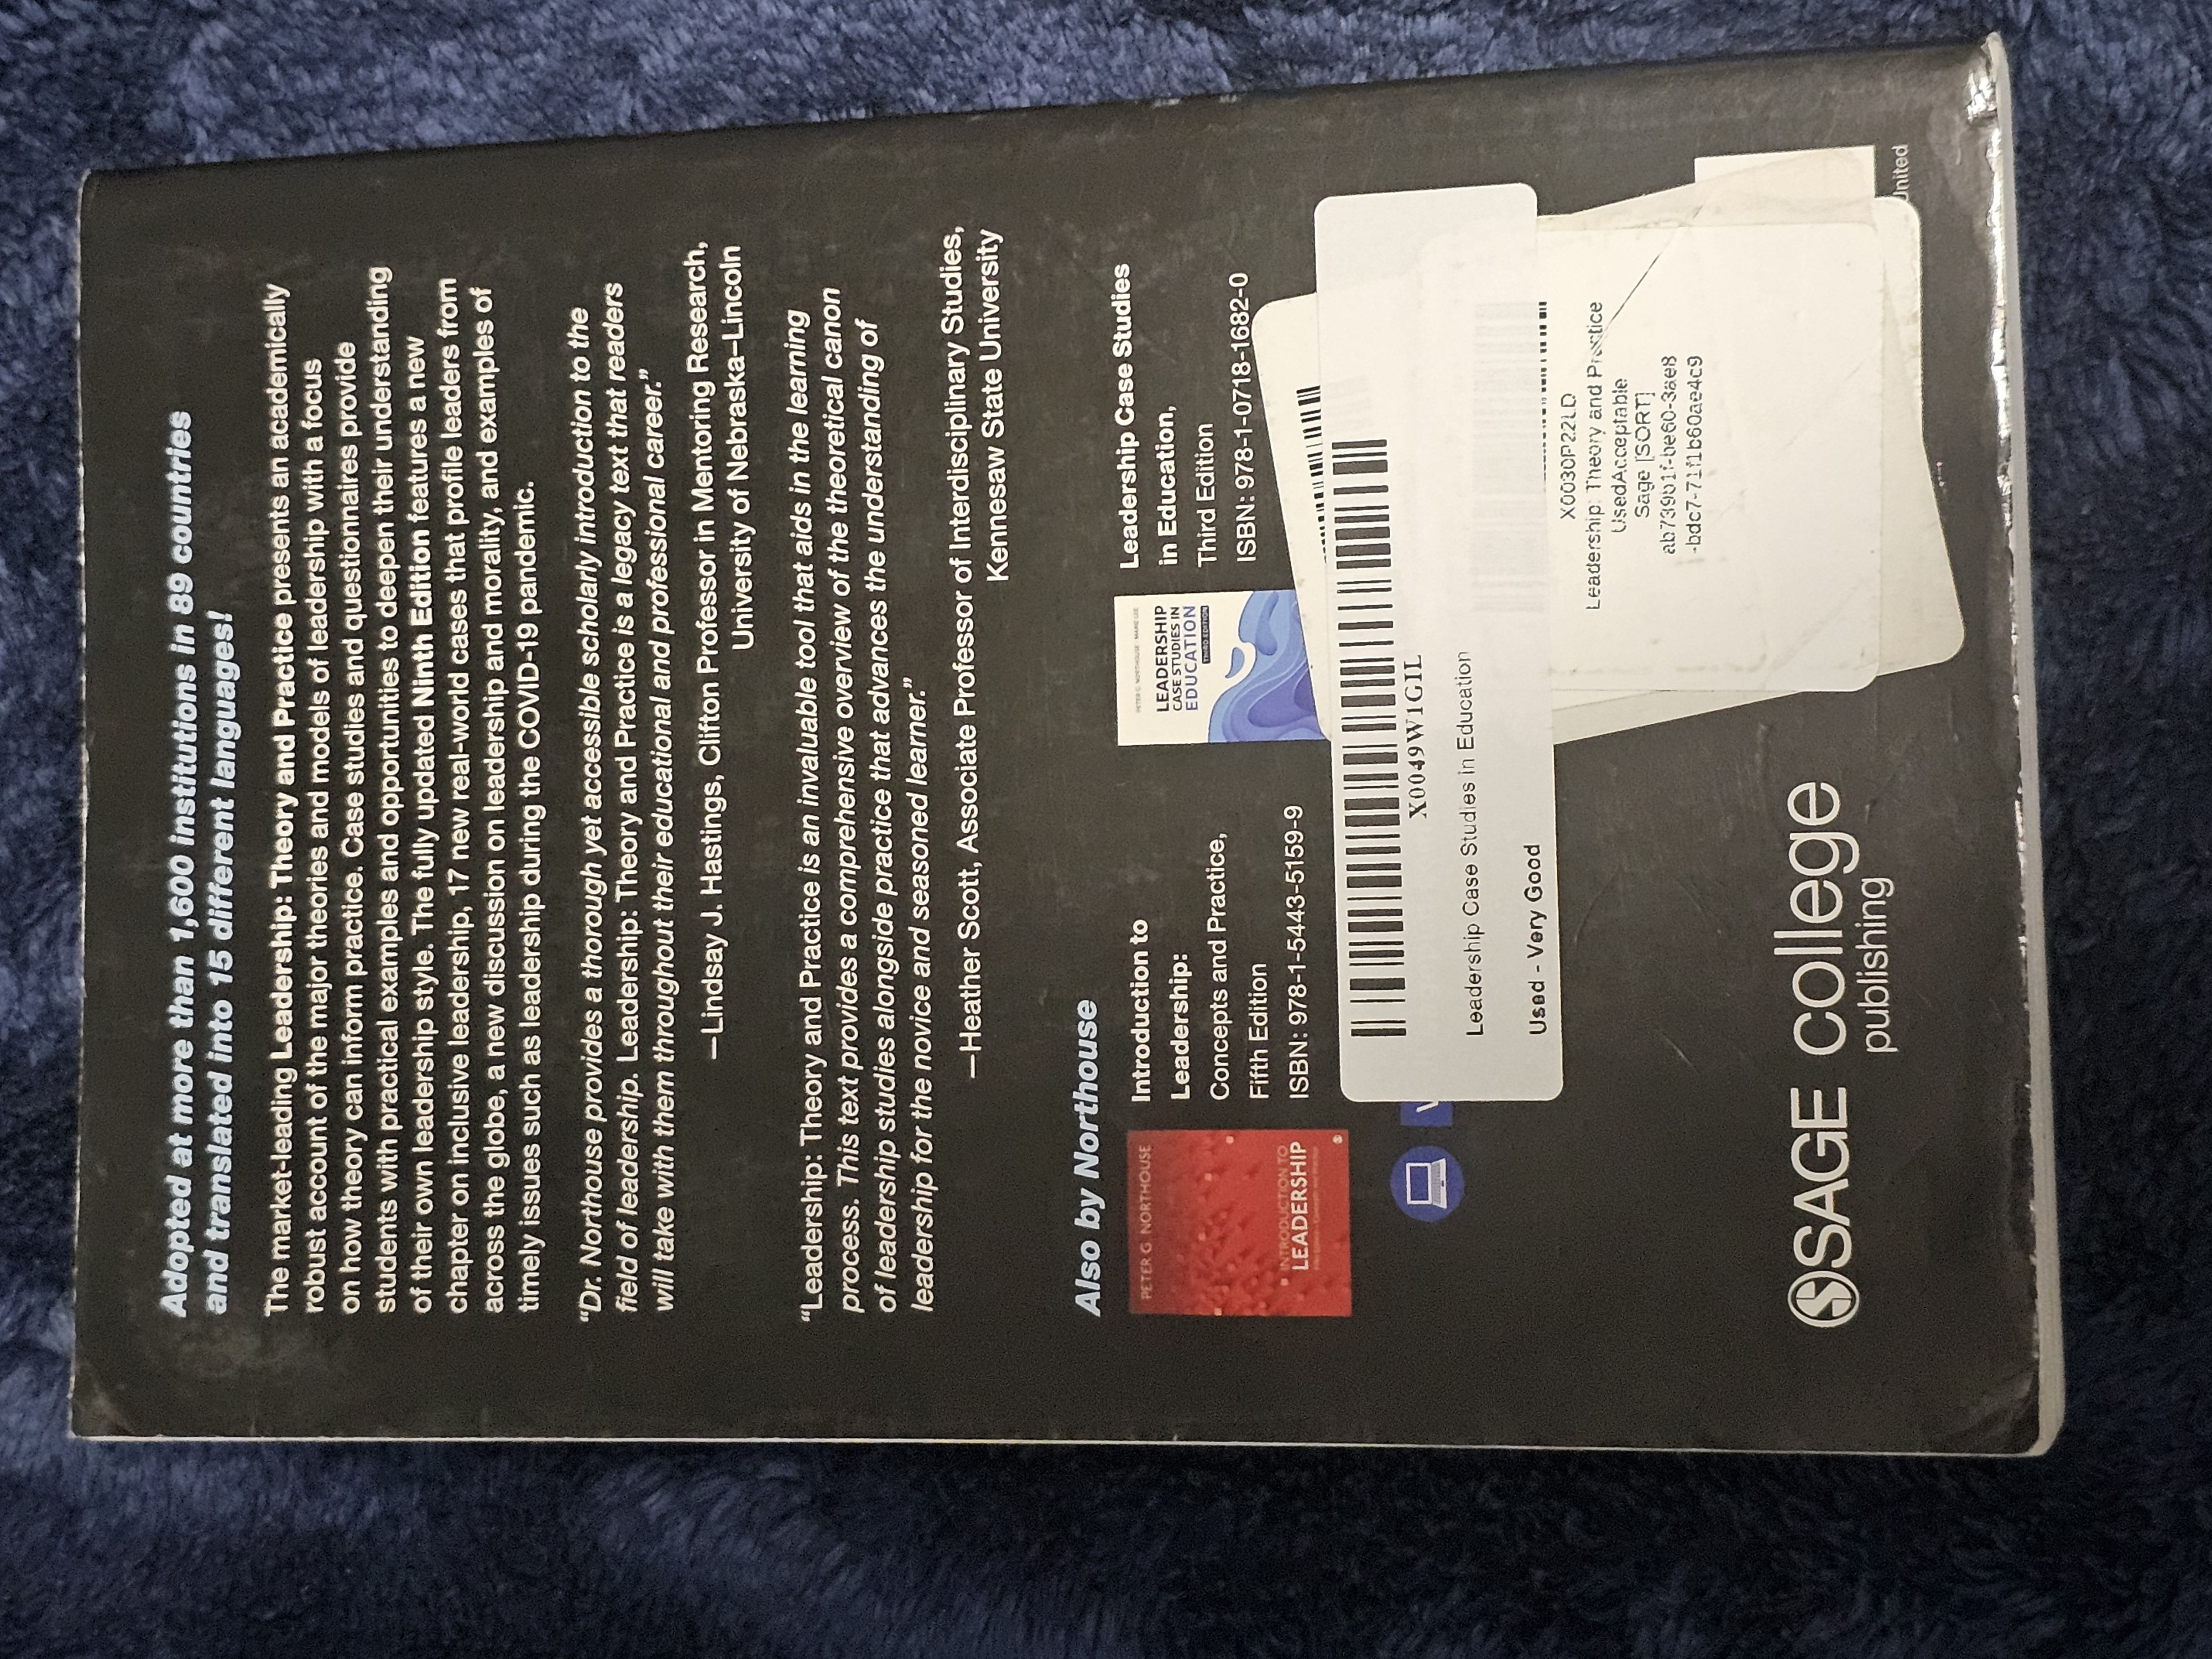 Adopted at more than 1,600 institutions in 89 countries
and translated into 15 different languages!
The market-leading Leadership: Theory and Practice presents an academically
robust account of the major theories and models of leadership with a focus
on how theory can inform practice. Case studies and questionnaires provide
students with practical examples and opportunities to deepen their understanding
of their own leadership style. The fully updated Ninth Edition features a new
chapter on inclusive leadership, 17 new real-world cases that profile leaders from
across the globe, a new discussion on leadership and morality, and examples of
timely issues such as leadership during the COVID-19 pandemic.
“Dr. Northouse provides a thorough yet accessible scholarly introduction to the
field of leadership. Leadership: Theory and Practice is a legacy text that readers
will take with them throughout their educational and professional career.”
—Lindsay J. Hastings, Clifton Professor in Mentoring Research,
University of Nebraska–Lincoln
“Leadership: Theory and Practice is an invaluable tool that aids in the learning
process. This text provides a comprehensive overview of the theoretical canon
of leadership studies alongside practice that advances the understanding of
leadership for the novice and seasoned learner.”
—Heather Scott, Associate Professor of Interdisciplinary Studies,
Kennesaw State University
Also by Northouse
PETER G. NORTHOUSE
INTRODUCTION TO
LEADERSHIP
Introduction to
Leadership:
Concepts and Practice,
Fifth Edition
ISBN: 978-1-5443-5159-9
LEADERSHIP
CASE STUDIES IN
EDUCATION
THIRD EDITION
Leadership Case Studies
in Education,
Third Edition
ISBN: 978-1-0718-1682-0
X0049W1GIL
Leadership Case Studies in Education
Used - Very Good
X0030P22LD
Leadership: Theory and Practice
UsedAcceptable
Sage [SORT]
-bdc7-71f1b60ae4c9
United
SAGE college
publishing